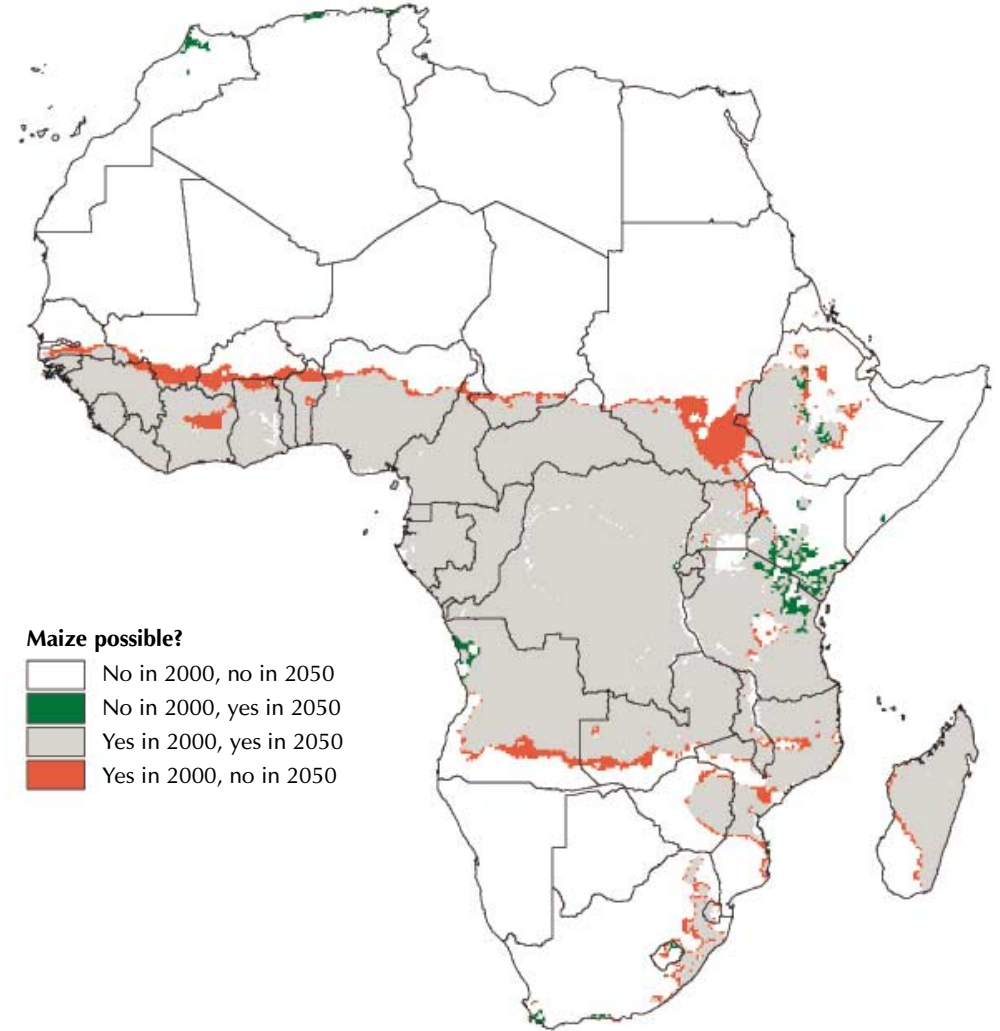 Maize possible?
No in 2000, no in 2050
No in 2000, yes in 2050
Yes in 2000, yes in 2050
Yes in 2000, no in 2050